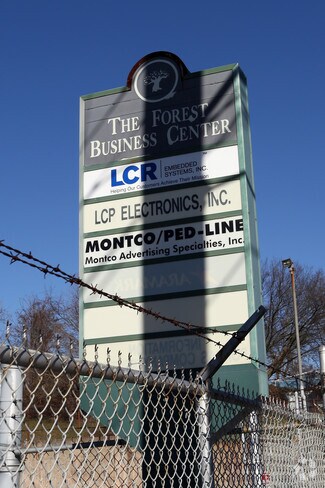 The Forest
Business Center
LCR EMBEDDED
SYSTEMS, INC.
Helping Our Customers Achieve Their Mission
LCP ELECTRONICS, INC.
MONTCO/PED-LINE
Montco Advertising Specialties, Inc.